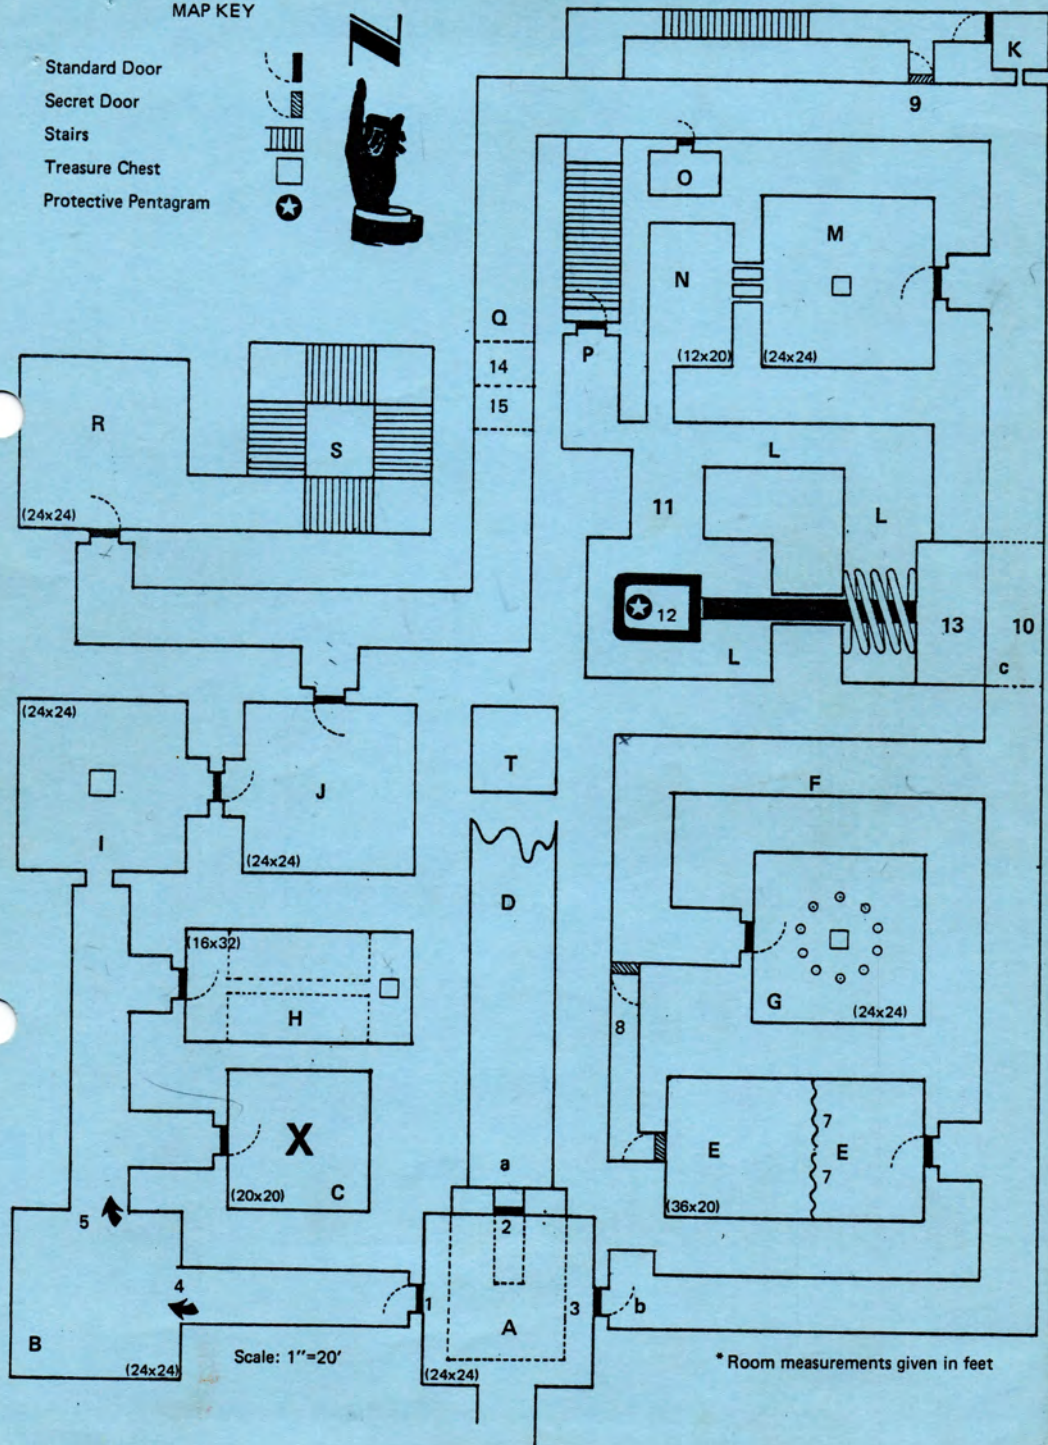 MAP KEY
Standard Door
Secret Door
Stairs
Treasure Chest
Protective Pentagram
N
K
9
O
M
N
(12x20)
(24x24)
Q
14
15
P
R
(24x24)
S
L
11
L
12
L
13
10
c
(24x24)
I
J
(24x24)
T
F
D
(16x32)
H
G
(24x24)
8
X
(20x20)
C
a
E
7
E
7
(36x20)
5
2
4
1
3
b
A
B
(24x24)
Scale: 1"=20'
(24x24)
*Room measurements given in feet